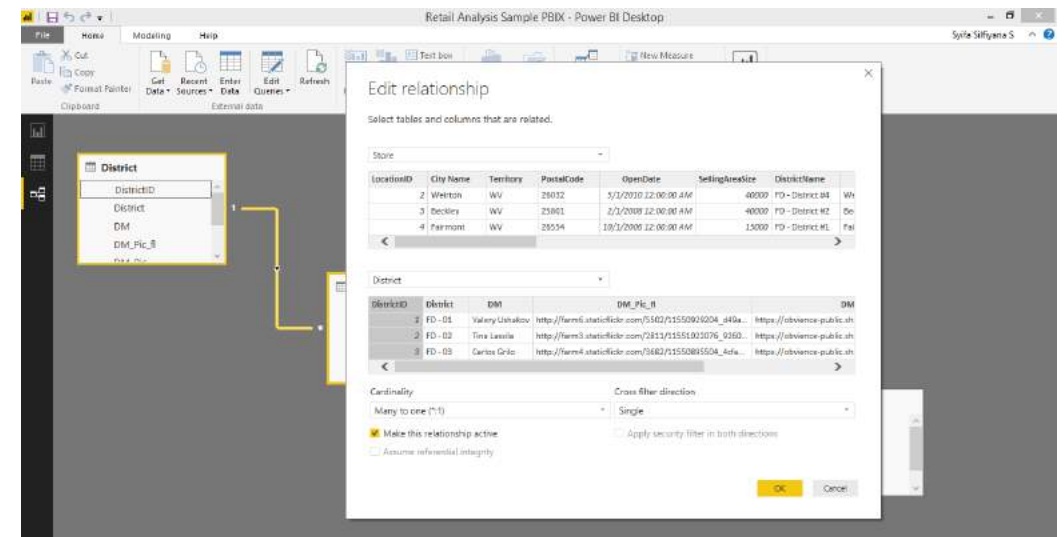 Retail Analysis Sample PBIX - Power BI Desktop
File Home Modeling Help Syifa Silfiyana S
Paste
Cut
Copy
Format Painter
Clipboard
Get Data
Recent Sources
Enter Data
Edit Queries
Refresh
External data
Text box
New Measure
District
DistrictID
District
DM
DM_Pic_fl
1
*
Edit relationship
Select tables and columns that are related.
Store
LocationID City Name Territory PostalCode OpenDate SellingAreaSize DistrictName
2 Weirton WV 26032 5/1/2010 12:00:00 AM 40000 FD - District #4 We
3 Beckley WV 25801 2/1/2008 12:00:00 AM 40000 FD - District #2 Be
4 Fairmont WV 26554 10/1/2006 12:00:00 AM 15000 FD - District #1 Fai
District
DistrictID District DM DM_Pic_fl DM
1 FD - 01 Valery Ushakov
2 FD - 02 Tina Lassila
3 FD - 03 Carlos Grilo
Cardinality Cross filter direction
Many to one (*:1) Single
Make this relationship active Apply security filter in both directions
Assume referential integrity
OK Cancel